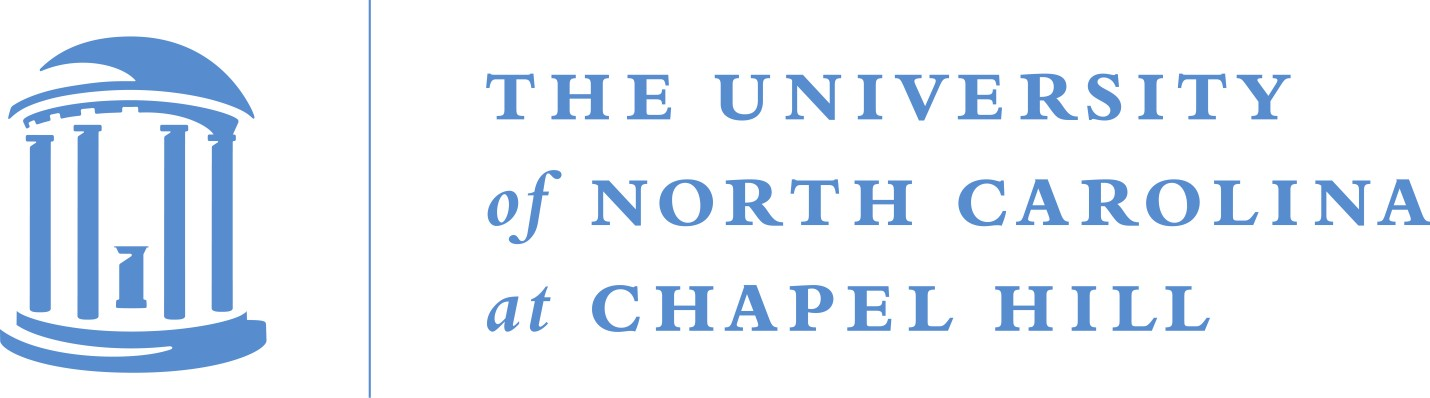 THE UNIVERSITY
of NORTH CAROLINA
at CHAPEL HILL